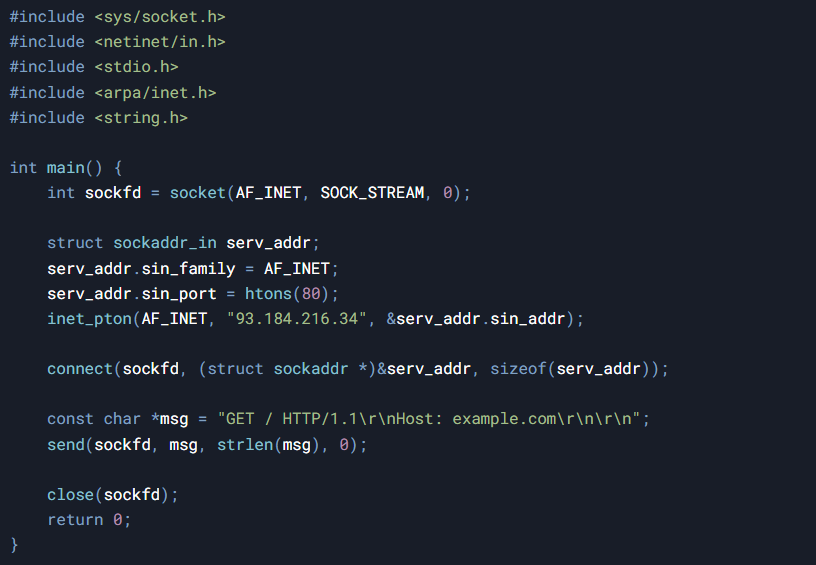 #include <sys/socket.h>
#include <netinet/in.h>
#include <stdio.h>
#include <arpa/inet.h>
#include <string.h>
int main() {
    int sockfd = socket(AF_INET, SOCK_STREAM, 0);
    struct sockaddr_in serv_addr;
    serv_addr.sin_family = AF_INET;
    serv_addr.sin_port = htons(80);
    inet_pton(AF_INET, "93.184.216.34", &serv_addr.sin_addr);
    connect(sockfd, (struct sockaddr *)&serv_addr, sizeof(serv_addr));
    const char *msg = "GET / HTTP/1.1\r\nHost: example.com\r\n\r\n";
    send(sockfd, msg, strlen(msg), 0);
    close(sockfd);
    return 0;
}